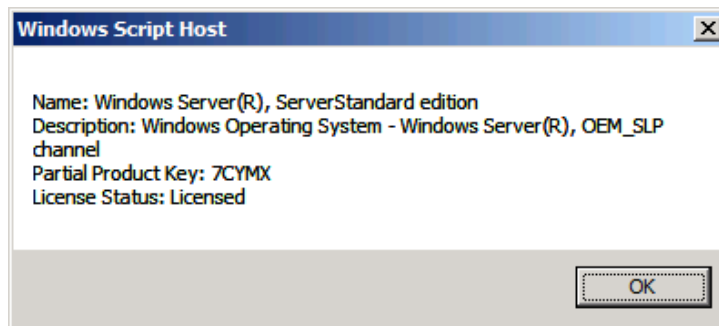 Windows Script Host
Name: Windows Server(R), ServerStandard edition
Description: Windows Operating System - Windows Server(R), OEM_SLP
channel
Partial Product Key: 7CYMX
License Status: Licensed
OK